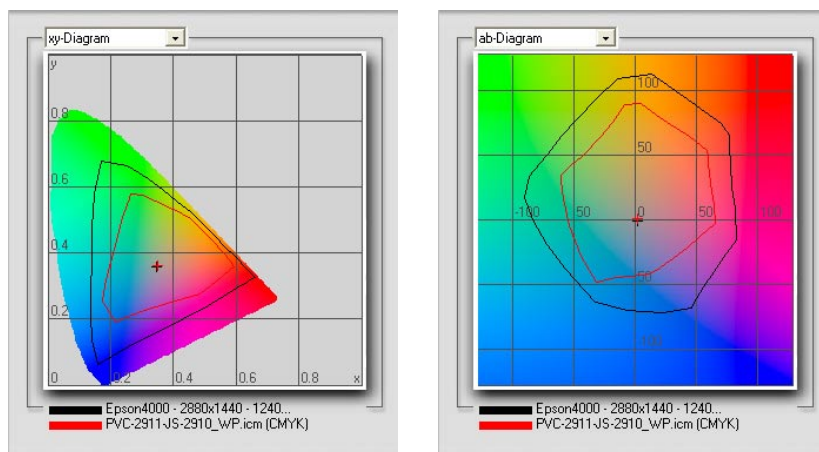 xy-Diagram
y
0.8
0.6
0.4
0.2
0 0.2 0.4 0.6 0.8 x
Epson4000 - 2880x1440 - 1240...
PVC-2911-JS-2910_WP.icm (CMYK)
ab-Diagram
100
50
-100 50 0 50 100
50
-100
Epson4000 - 2880x1440 - 1240...
PVC-2911-JS-2910_WP.icm (CMYK)